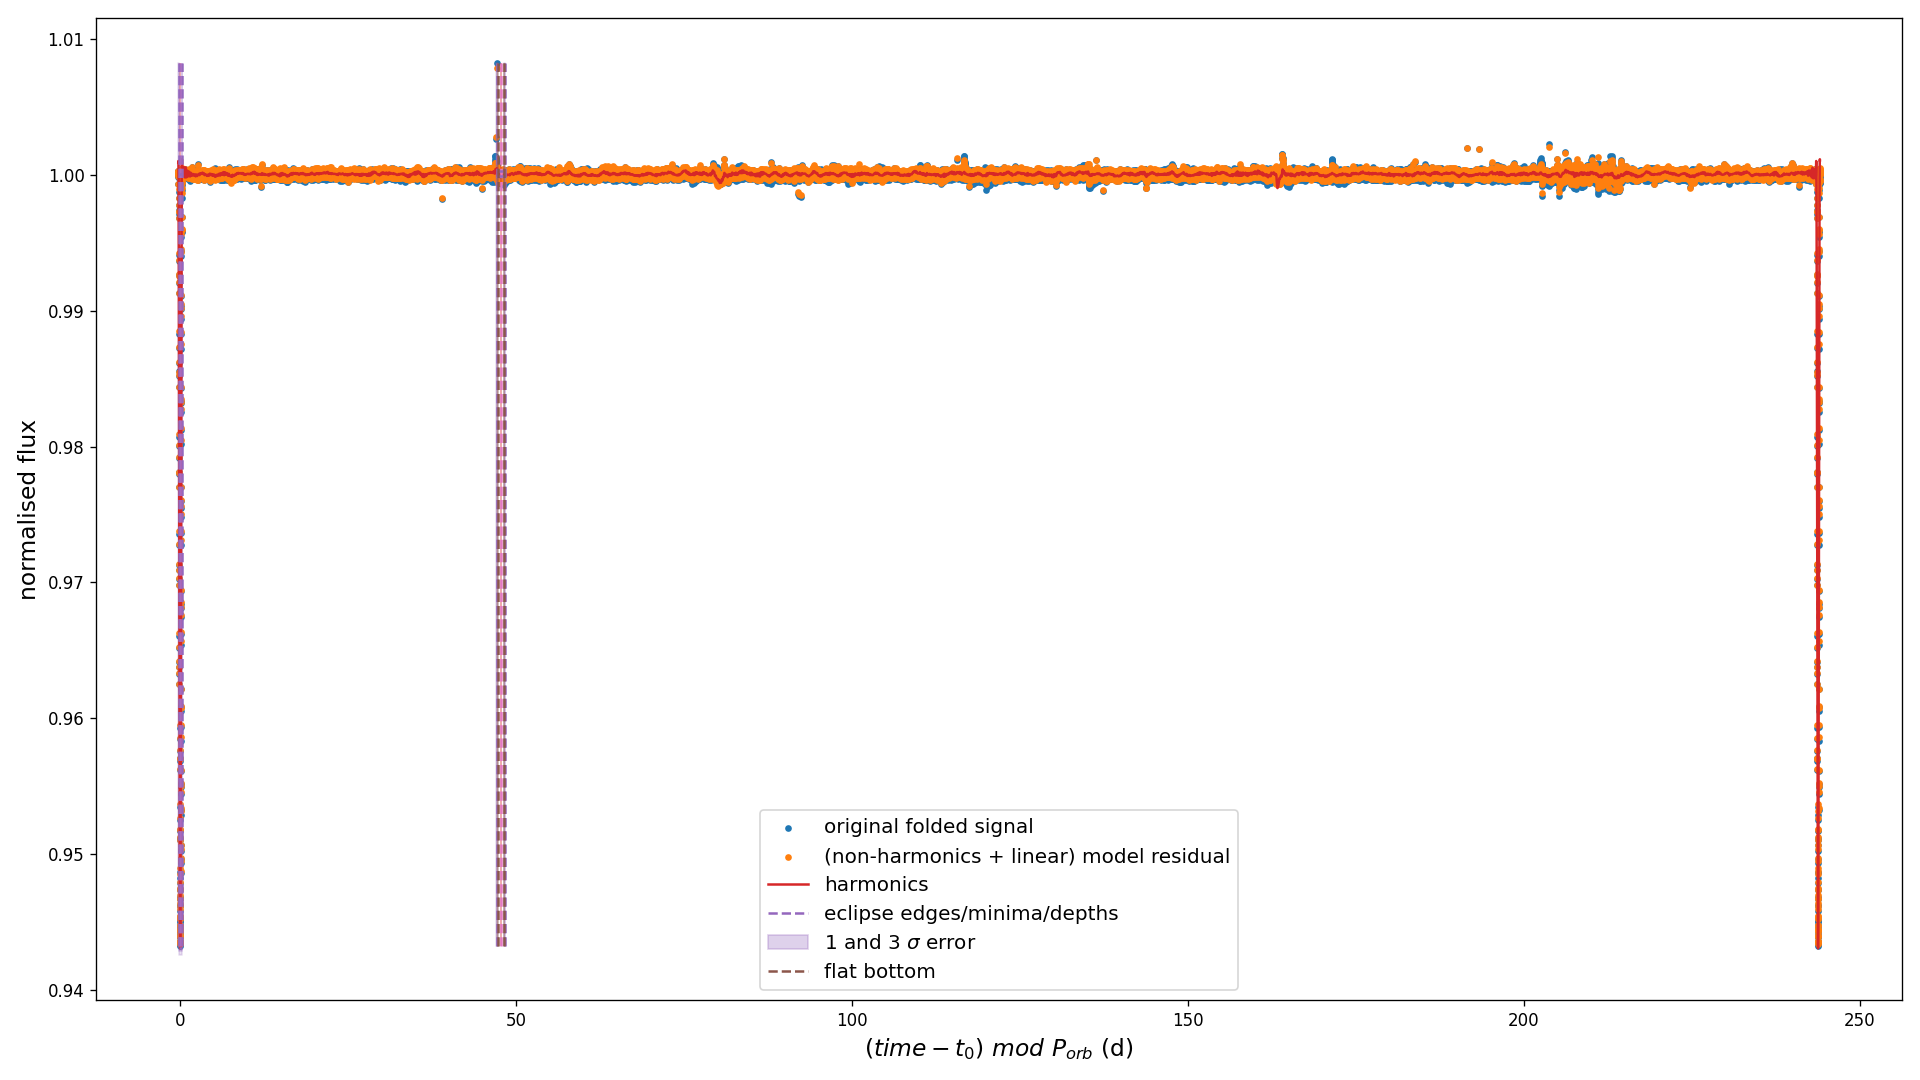 1.01
1.00
0.99
0.98
0.97
0.96
0.95
0.94
normalised flux
original folded signal
(non-harmonics + linear) model residual
harmonics
eclipse edges/minima/depths
1 and 3 σ error
flat bottom
0 50 100 150 200 250
(time − t₀) mod Pₒᵣb (d)